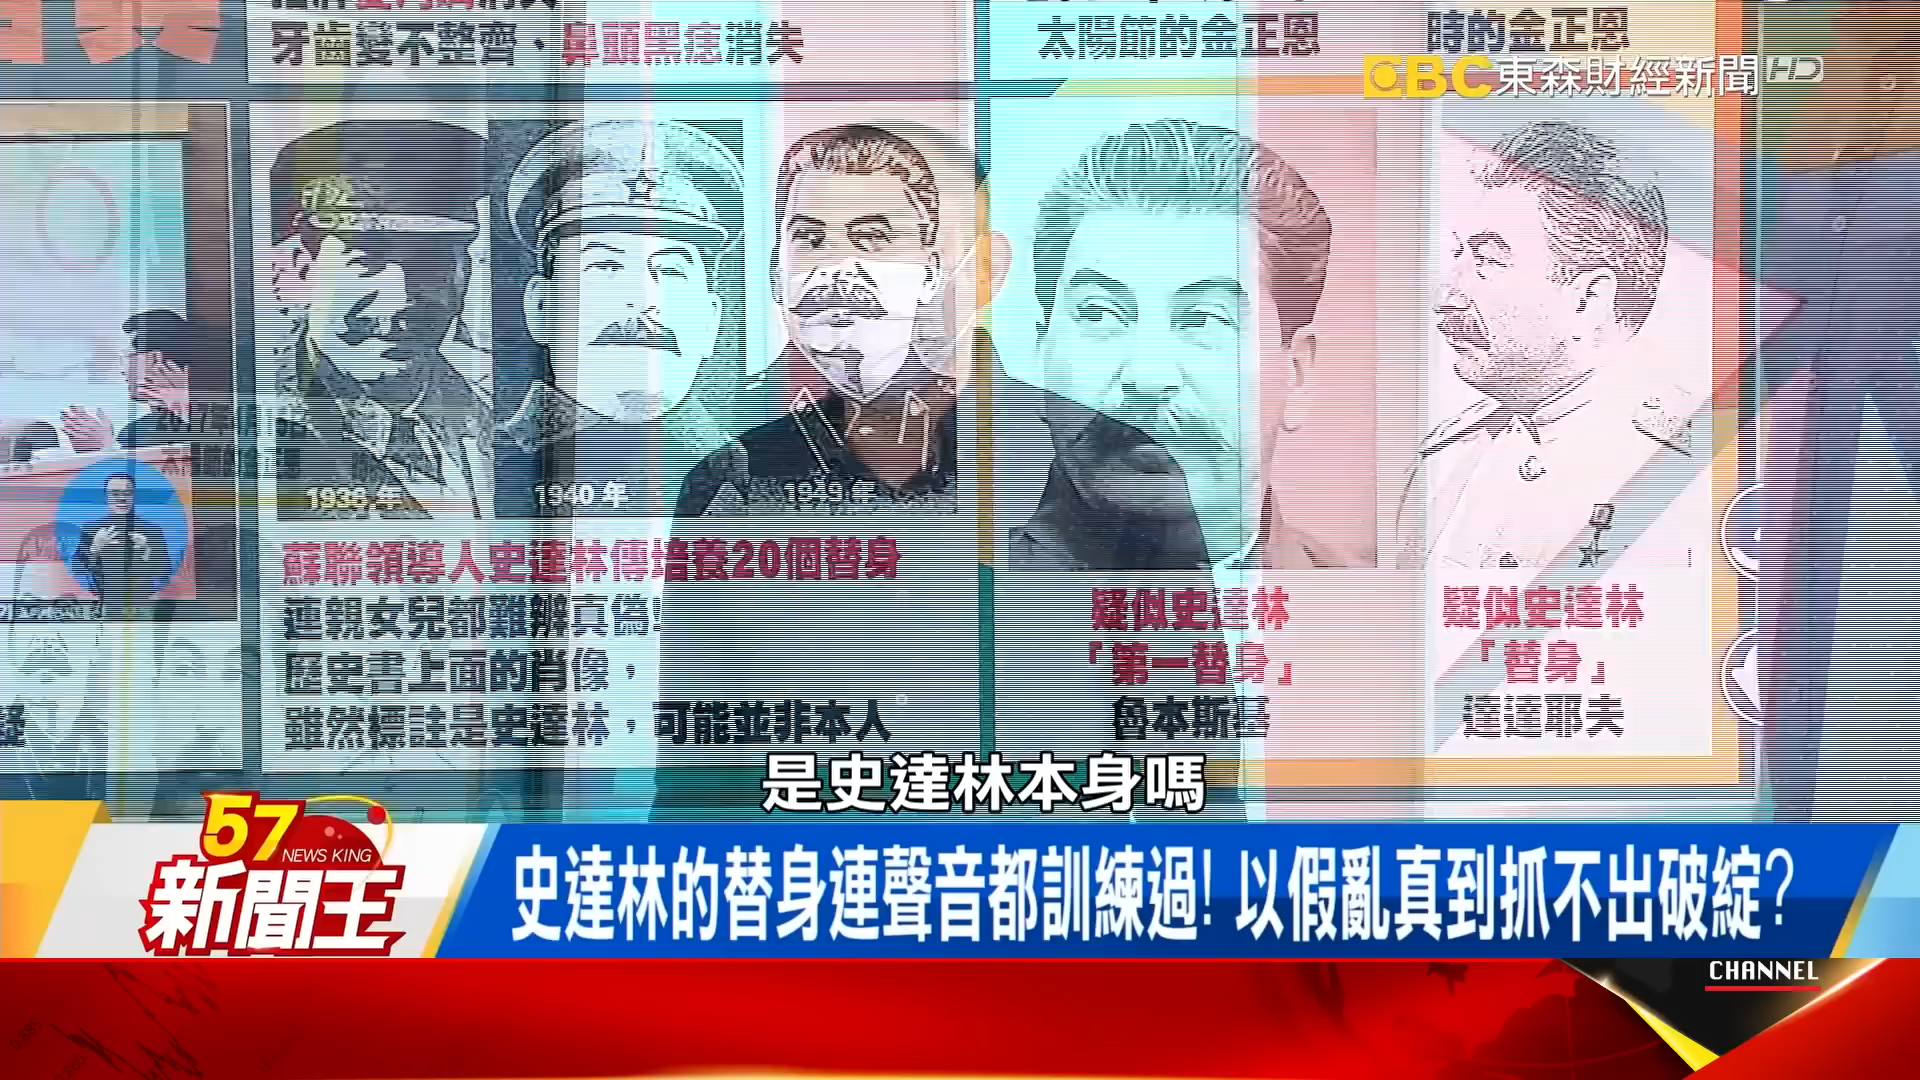 牙齒變不整齊、鼻頭黑痣消失
太陽節的金正恩
時的金正恩
EBC東森財經新聞HD
1936年
1940年
1949年
蘇聯領導人史達林傳培養20個替身
連親女兒都難辨真偽!
歷史書上面的肖像，
雖然標註是史達林，可能並非本人
疑似史達林
「第一替身」
魯本斯基
疑似史達林
「替身」
達達耶夫
是史達林本身嗎
57
NEWS KING
新聞王
史達林的替身連聲音都訓練過! 以假亂真到抓不出破綻?
CHANNEL